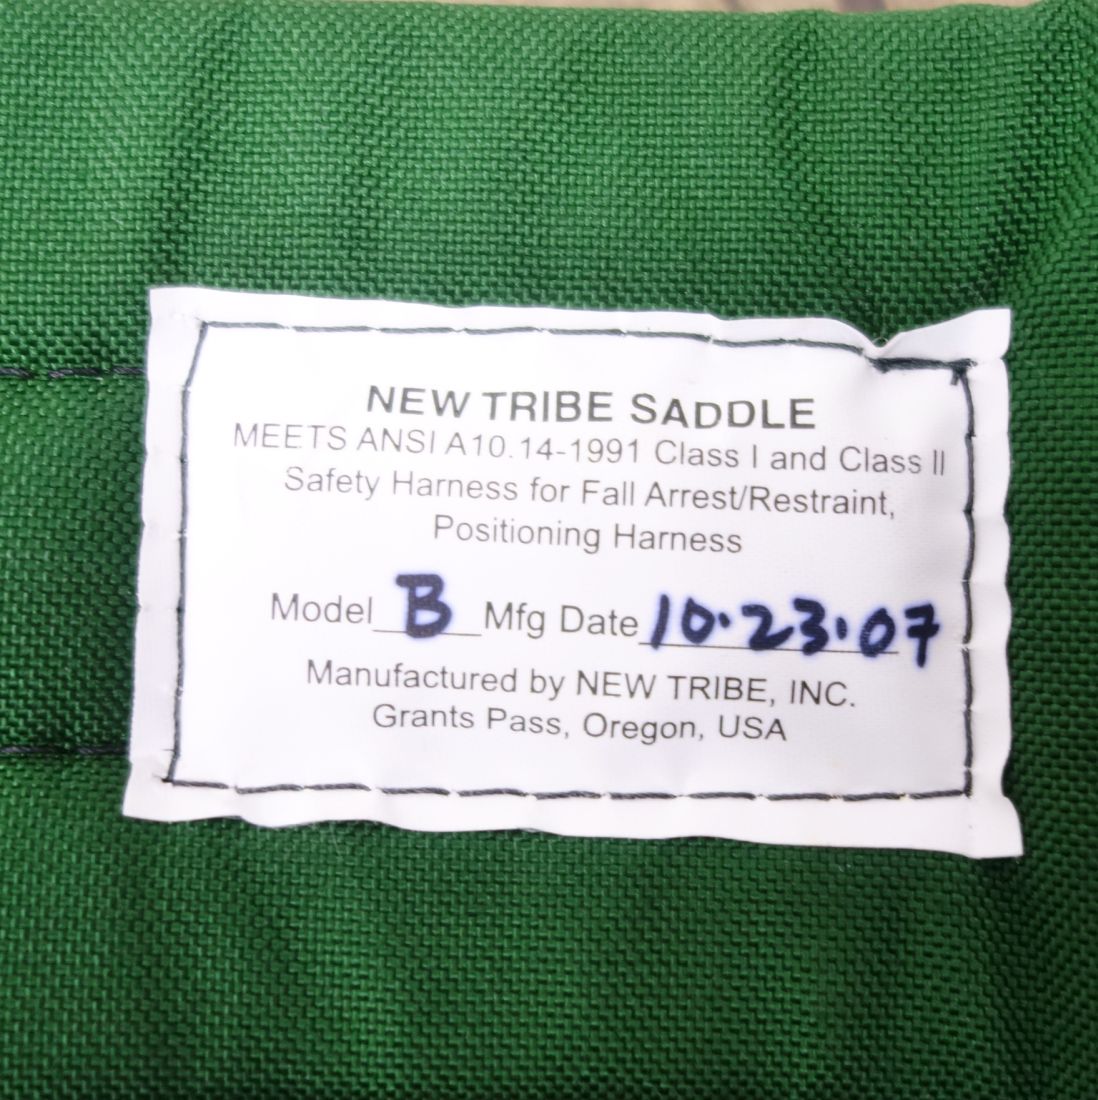 NEW TRIBE SADDLE
MEETS ANSI A10.14-1991 Class I and Class II
Safety Harness for Fall Arrest/Restraint,
Positioning Harness
Model B Mfg Date 10·23·07
Manufactured by NEW TRIBE, INC.
Grants Pass, Oregon, USA